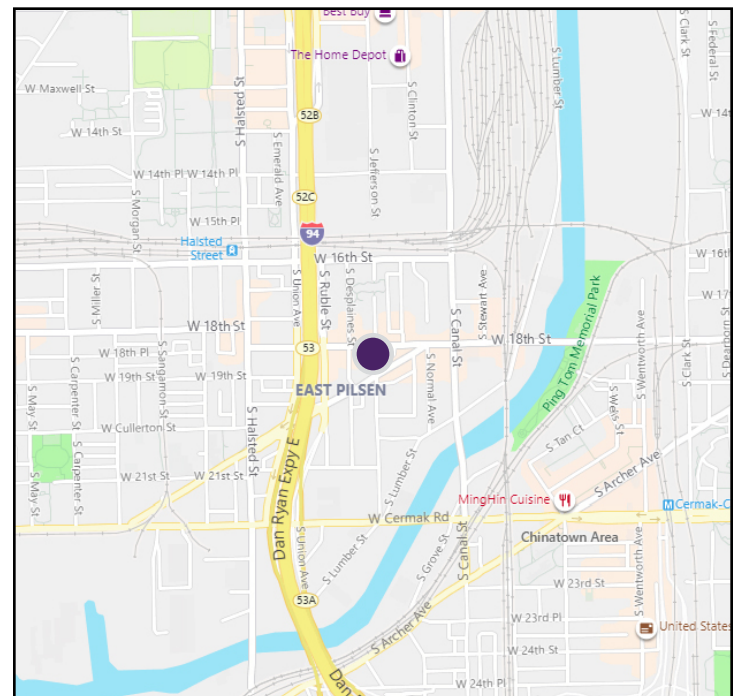 Best Buy
The Home Depot
W Maxwell St
S Halsted St
S Clinton St
S Lumber St
S Clark St
S Federal St
52B
W 14th St
S Emerald Ave
S Jefferson St
W 14th
W 14th Pl
W 14th Pl
S Morgan St
52C
W 15th Pl
94
Halsted
Street
W 16th St
W 16th
S Miller St
S Union Ave
S Ruble St
S Desplaines St
S Canal St
S Stewart Ave
Ping Tom Memorial Park
W 17
W 18th St
W 18th St
53
W 18th Pl
S Wentworth Ave
S Clark St
S Dearborn St
W 19th St
W 19th St
S Sangamon St
S Carpenter St
S May St
EAST PILSEN
S Normal Ave
S Wells St
W Cullerton St
S Halsted St
S Tan Ct
S Archer Ave
S Carpenter St
S May St
W 21st St
W 21st St
Dan Ryan Expy E
S Lumber St
MingHin Cuisine
Cermak-C
W Cermak Rd
Chinatown Area
S Union Ave
S Lumber St
S Grove St
S Canal St
S Wentworth Ave
W 23rd St
53A
W 23rd Pl
S Archer Ave
United States
W 24th St
Dan
W 24th Pl